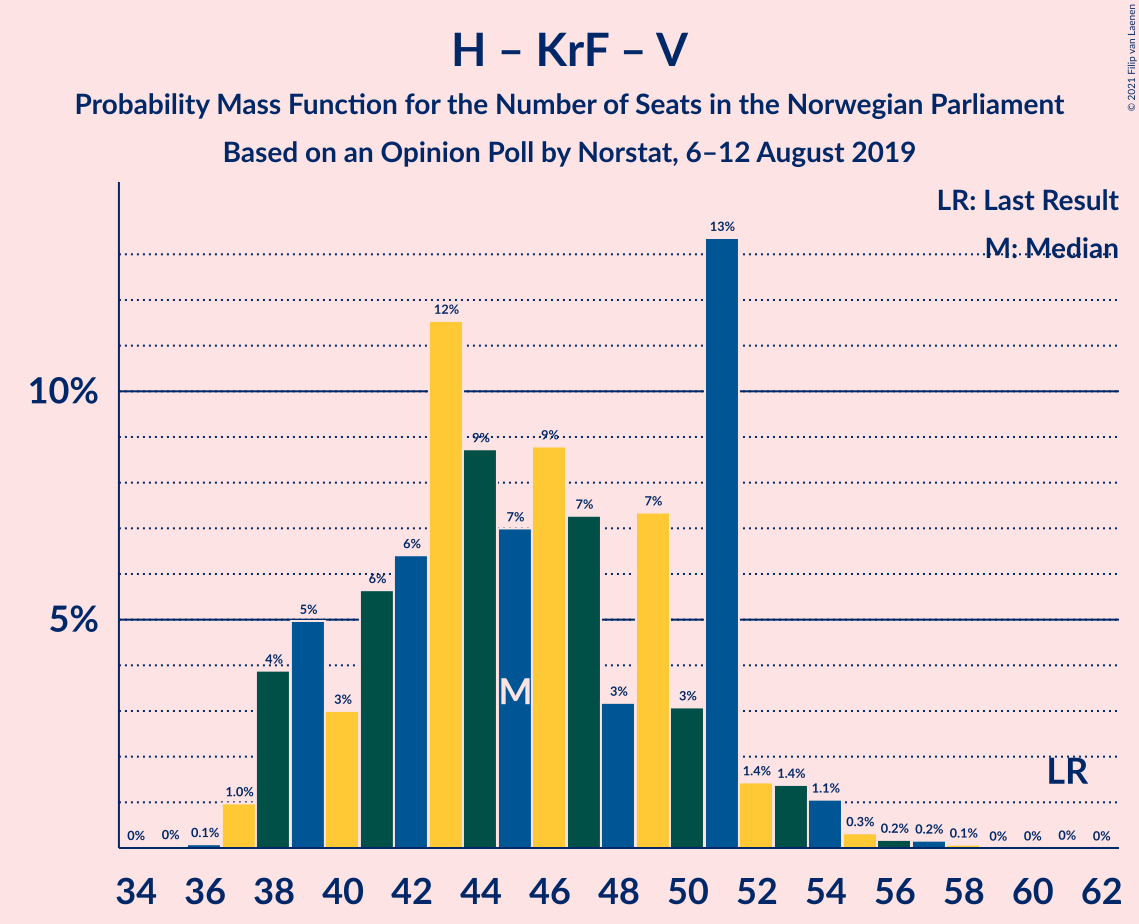 H – KrF – V
Probability Mass Function for the Number of Seats in the Norwegian Parliament
Based on an Opinion Poll by Norstat, 6–12 August 2019
© 2021 Filip van Laenen
LR: Last Result
M: Median
10%
5%
0% 0% 0.1% 1.0% 4% 5% 3% 6% 6% 12% 9% 7% 9% 7% 3% 7% 3% 13% 1.4% 1.4% 1.1% 0.3% 0.2% 0.2% 0.1% 0% 0% 0% 0%
M
LR
34 36 38 40 42 44 46 48 50 52 54 56 58 60 62